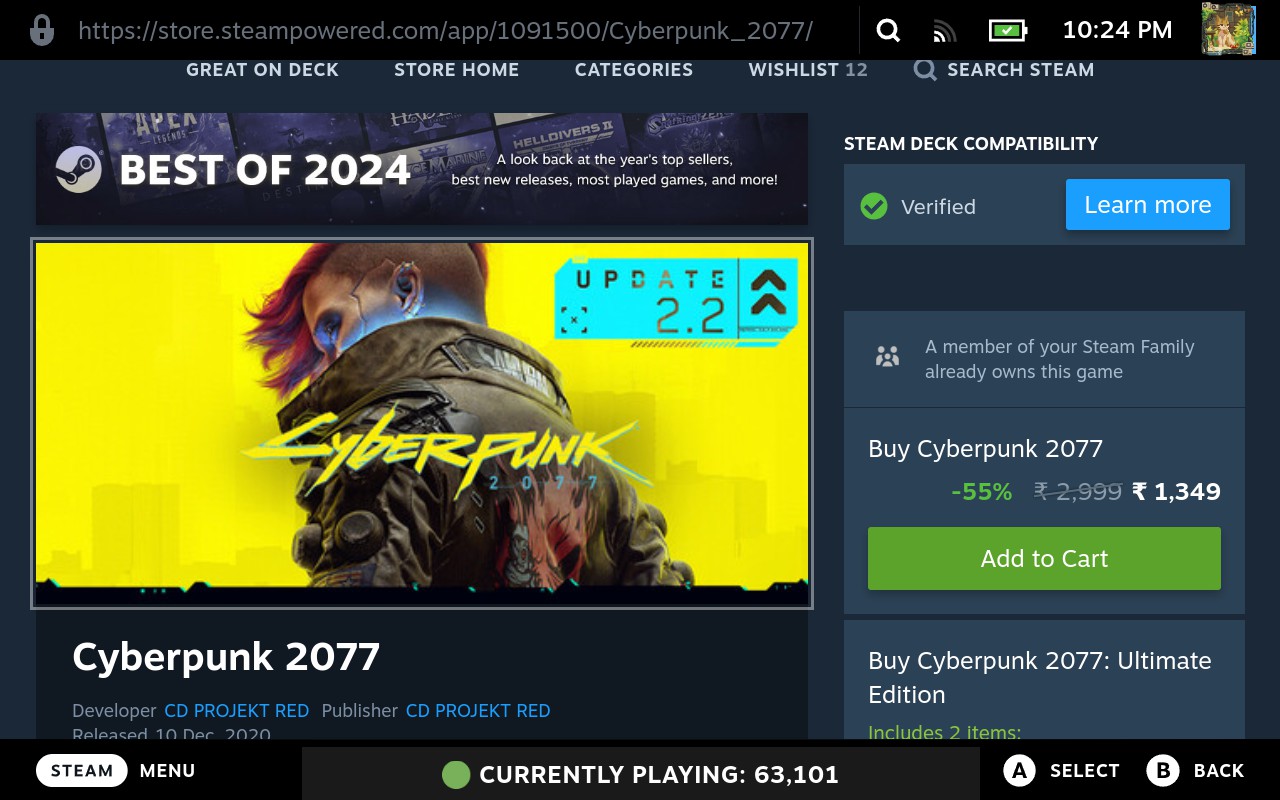 https://store.steampowered.com/app/1091500/Cyberpunk_2077/
10:24 PM
GREAT ON DECK
STORE HOME
CATEGORIES
WISHLIST 12
SEARCH STEAM
APEX
LEGENDS
HELLDIVERS II
BEST OF 2024
A look back at the year's top sellers,
best new releases, most played games, and more!
STEAM DECK COMPATIBILITY
Verified
Learn more
UPDATE
2.2
SAMURAI
Cyberpunk
2077
A member of your Steam Family
already owns this game
Buy Cyberpunk 2077
-55% ₹ 2,999 ₹ 1,349
Add to Cart
Cyberpunk 2077
Developer CD PROJEKT RED Publisher CD PROJEKT RED
Released 10 Dec, 2020
Buy Cyberpunk 2077: Ultimate
Edition
Includes 2 items:
STEAM MENU
CURRENTLY PLAYING: 63,101
A SELECT
B BACK